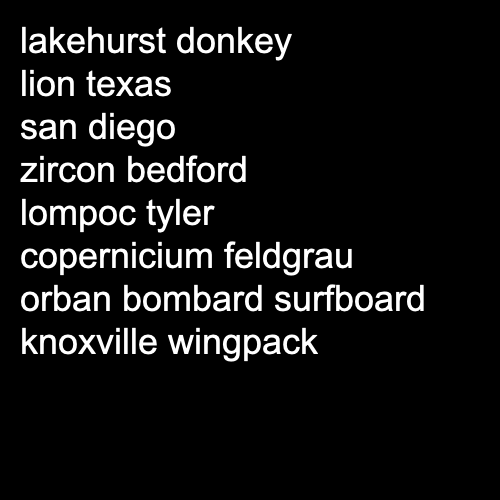 lakehurst donkey
lion texas
san diego
zircon bedford
lompoc tyler
copernicium feldgrau
orban bombard surfboard
knoxville wingpack